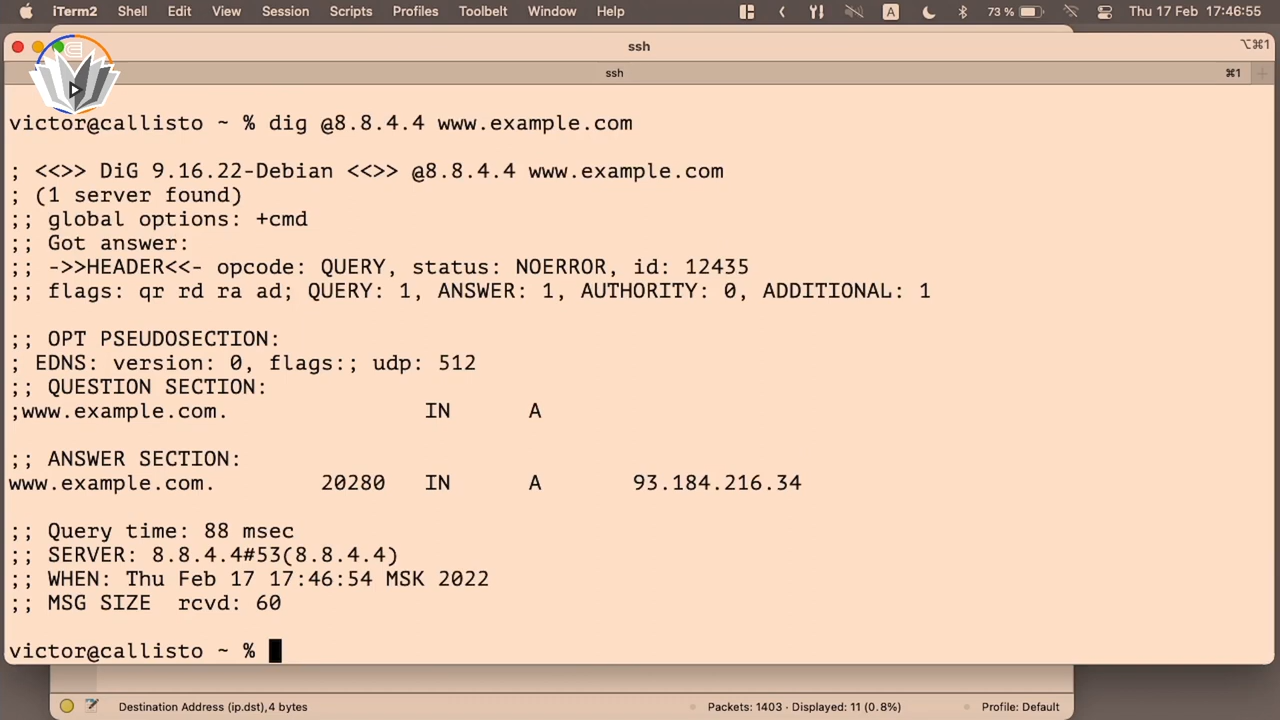 iTerm2 Shell Edit View Session Scripts Profiles Toolbelt Window Help A 73 % Thu 17 Feb 17:46:55
ssh ⌥⌘1
ssh ⌘1
victor@callisto ~ % dig @8.8.4.4 www.example.com
; <<>> DiG 9.16.22-Debian <<>> @8.8.4.4 www.example.com
; (1 server found)
;; global options: +cmd
;; Got answer:
;; ->>HEADER<<- opcode: QUERY, status: NOERROR, id: 12435
;; flags: qr rd ra ad; QUERY: 1, ANSWER: 1, AUTHORITY: 0, ADDITIONAL: 1
;; OPT PSEUDOSECTION:
; EDNS: version: 0, flags:; udp: 512
;; QUESTION SECTION:
;www.example.com. IN A
;; ANSWER SECTION:
www.example.com. 20280 IN A 93.184.216.34
;; Query time: 88 msec
;; SERVER: 8.8.4.4#53(8.8.4.4)
;; WHEN: Thu Feb 17 17:46:54 MSK 2022
;; MSG SIZE  rcvd: 60
victor@callisto ~ %
Destination Address (ip.dst),4 bytes Packets: 1403 · Displayed: 11 (0.8%) Profile: Default